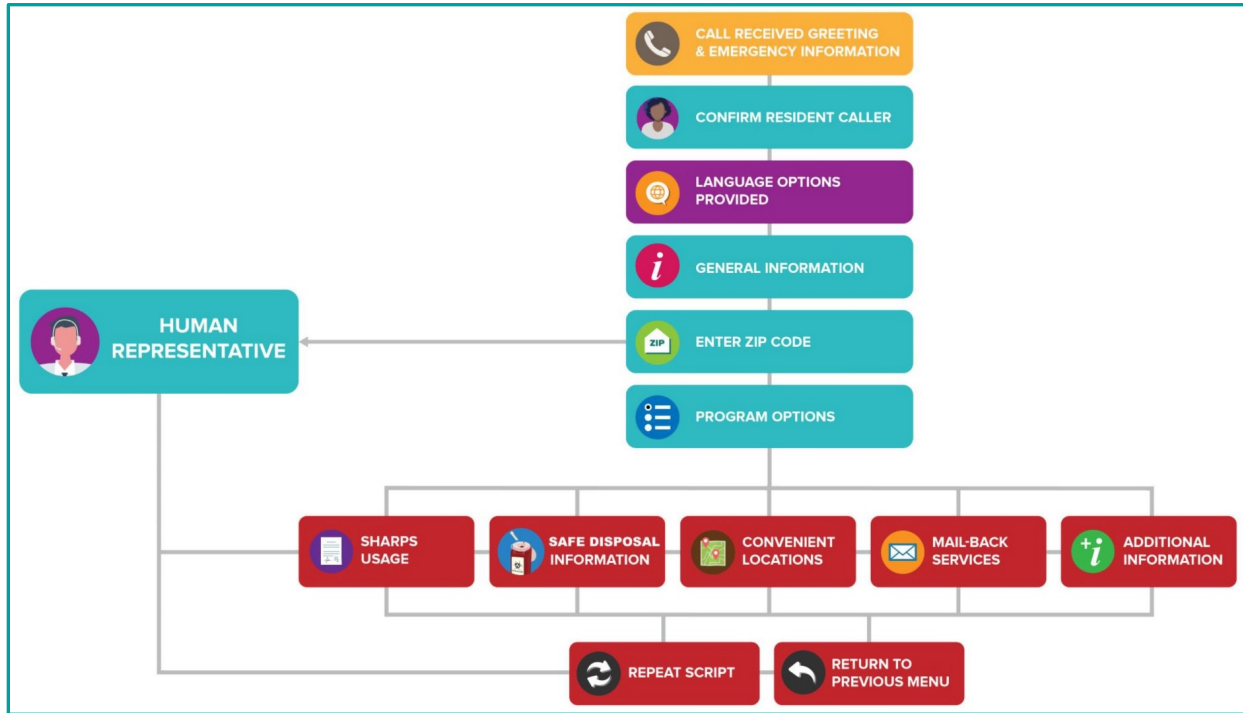 CALL RECEIVED GREETING
& EMERGENCY INFORMATION
CONFIRM RESIDENT CALLER
LANGUAGE OPTIONS
PROVIDED
GENERAL INFORMATION
HUMAN
REPRESENTATIVE
ZIP
ENTER ZIP CODE
PROGRAM OPTIONS
SHARPS
USAGE
SAFE DISPOSAL
INFORMATION
CONVENIENT
LOCATIONS
MAIL-BACK
SERVICES
ADDITIONAL
INFORMATION
REPEAT SCRIPT
RETURN TO
PREVIOUS MENU